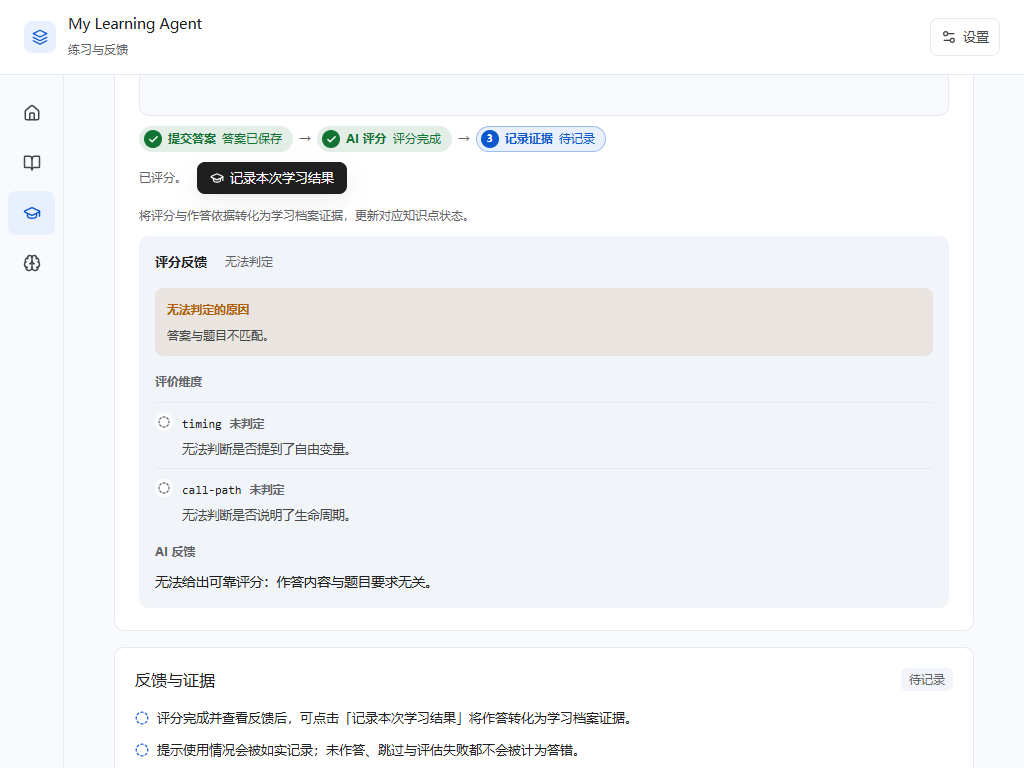 My Learning Agent
练习与反馈
设置
提交答案 答案已保存 → AI 评分 评分完成 → 3 记录证据 待记录
已评分。 记录本次学习结果
将评分与作答依据转化为学习档案证据，更新对应知识点状态。
评分反馈 无法判定
无法判定的原因
答案与题目不匹配。
评价维度
timing 未判定
无法判断是否提到了自由变量。
call-path 未判定
无法判断是否说明了生命周期。
AI 反馈
无法给出可靠评分：作答内容与题目要求无关。
反馈与证据 待记录
评分完成并查看反馈后，可点击「记录本次学习结果」将作答转化为学习档案证据。
提示使用情况会被如实记录；未作答、跳过与评估失败都不会被计为答错。